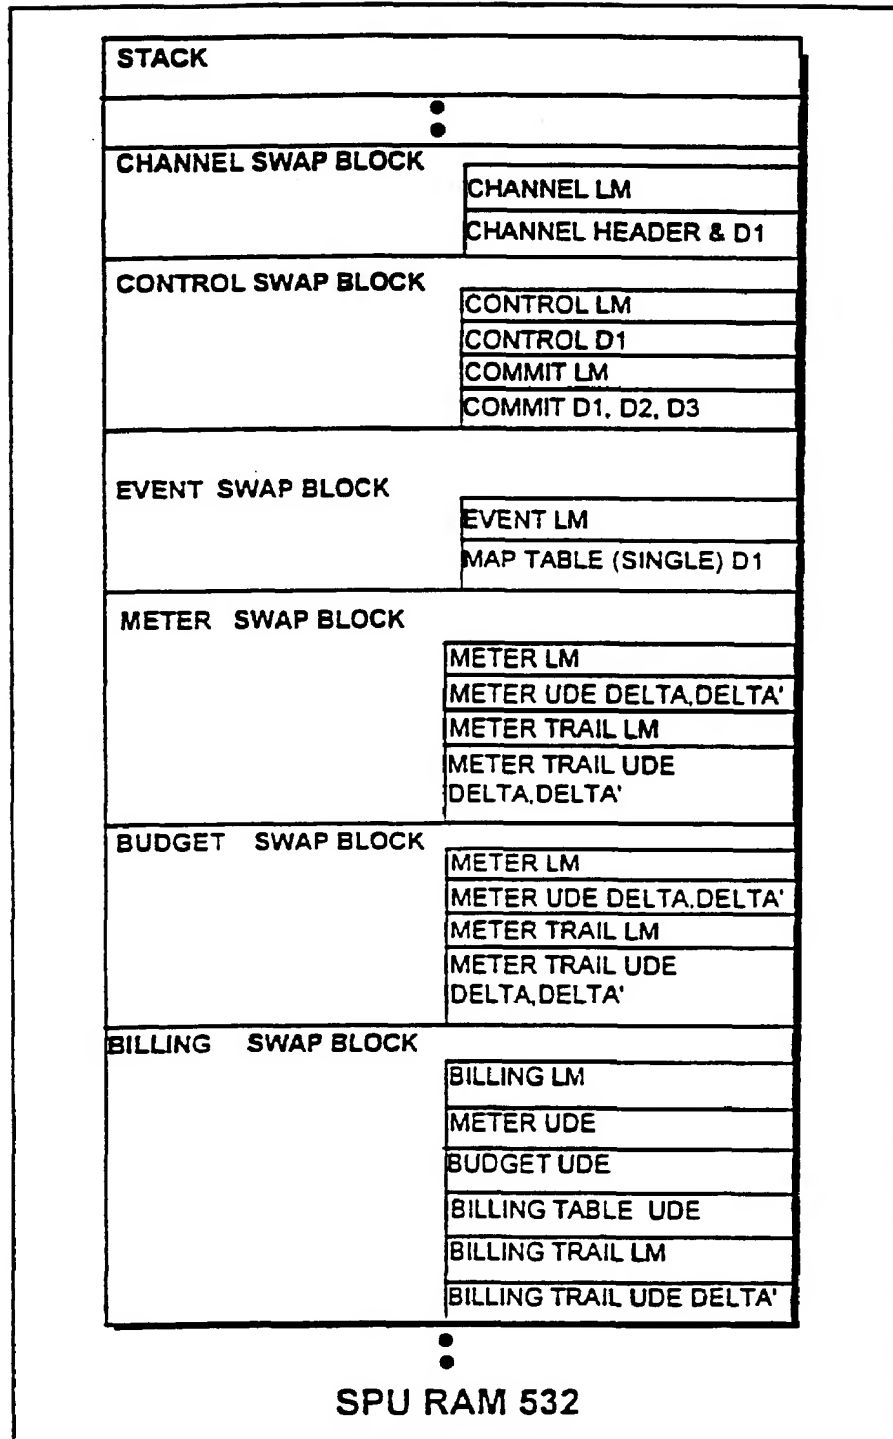 STACK
CHANNEL SWAP BLOCK
CHANNEL LM
CHANNEL HEADER & D1
CONTROL SWAP BLOCK
CONTROL LM
CONTROL D1
COMMIT LM
COMMIT D1, D2, D3
EVENT SWAP BLOCK
EVENT LM
MAP TABLE (SINGLE) D1
METER SWAP BLOCK
METER LM
METER UDE DELTA,DELTA'
METER TRAIL LM
METER TRAIL UDE
DELTA,DELTA'
BUDGET SWAP BLOCK
METER LM
METER UDE DELTA,DELTA'
METER TRAIL LM
METER TRAIL UDE
DELTA,DELTA'
BILLING SWAP BLOCK
BILLING LM
METER UDE
BUDGET UDE
BILLING TABLE UDE
BILLING TRAIL LM
BILLING TRAIL UDE DELTA'
SPU RAM 532